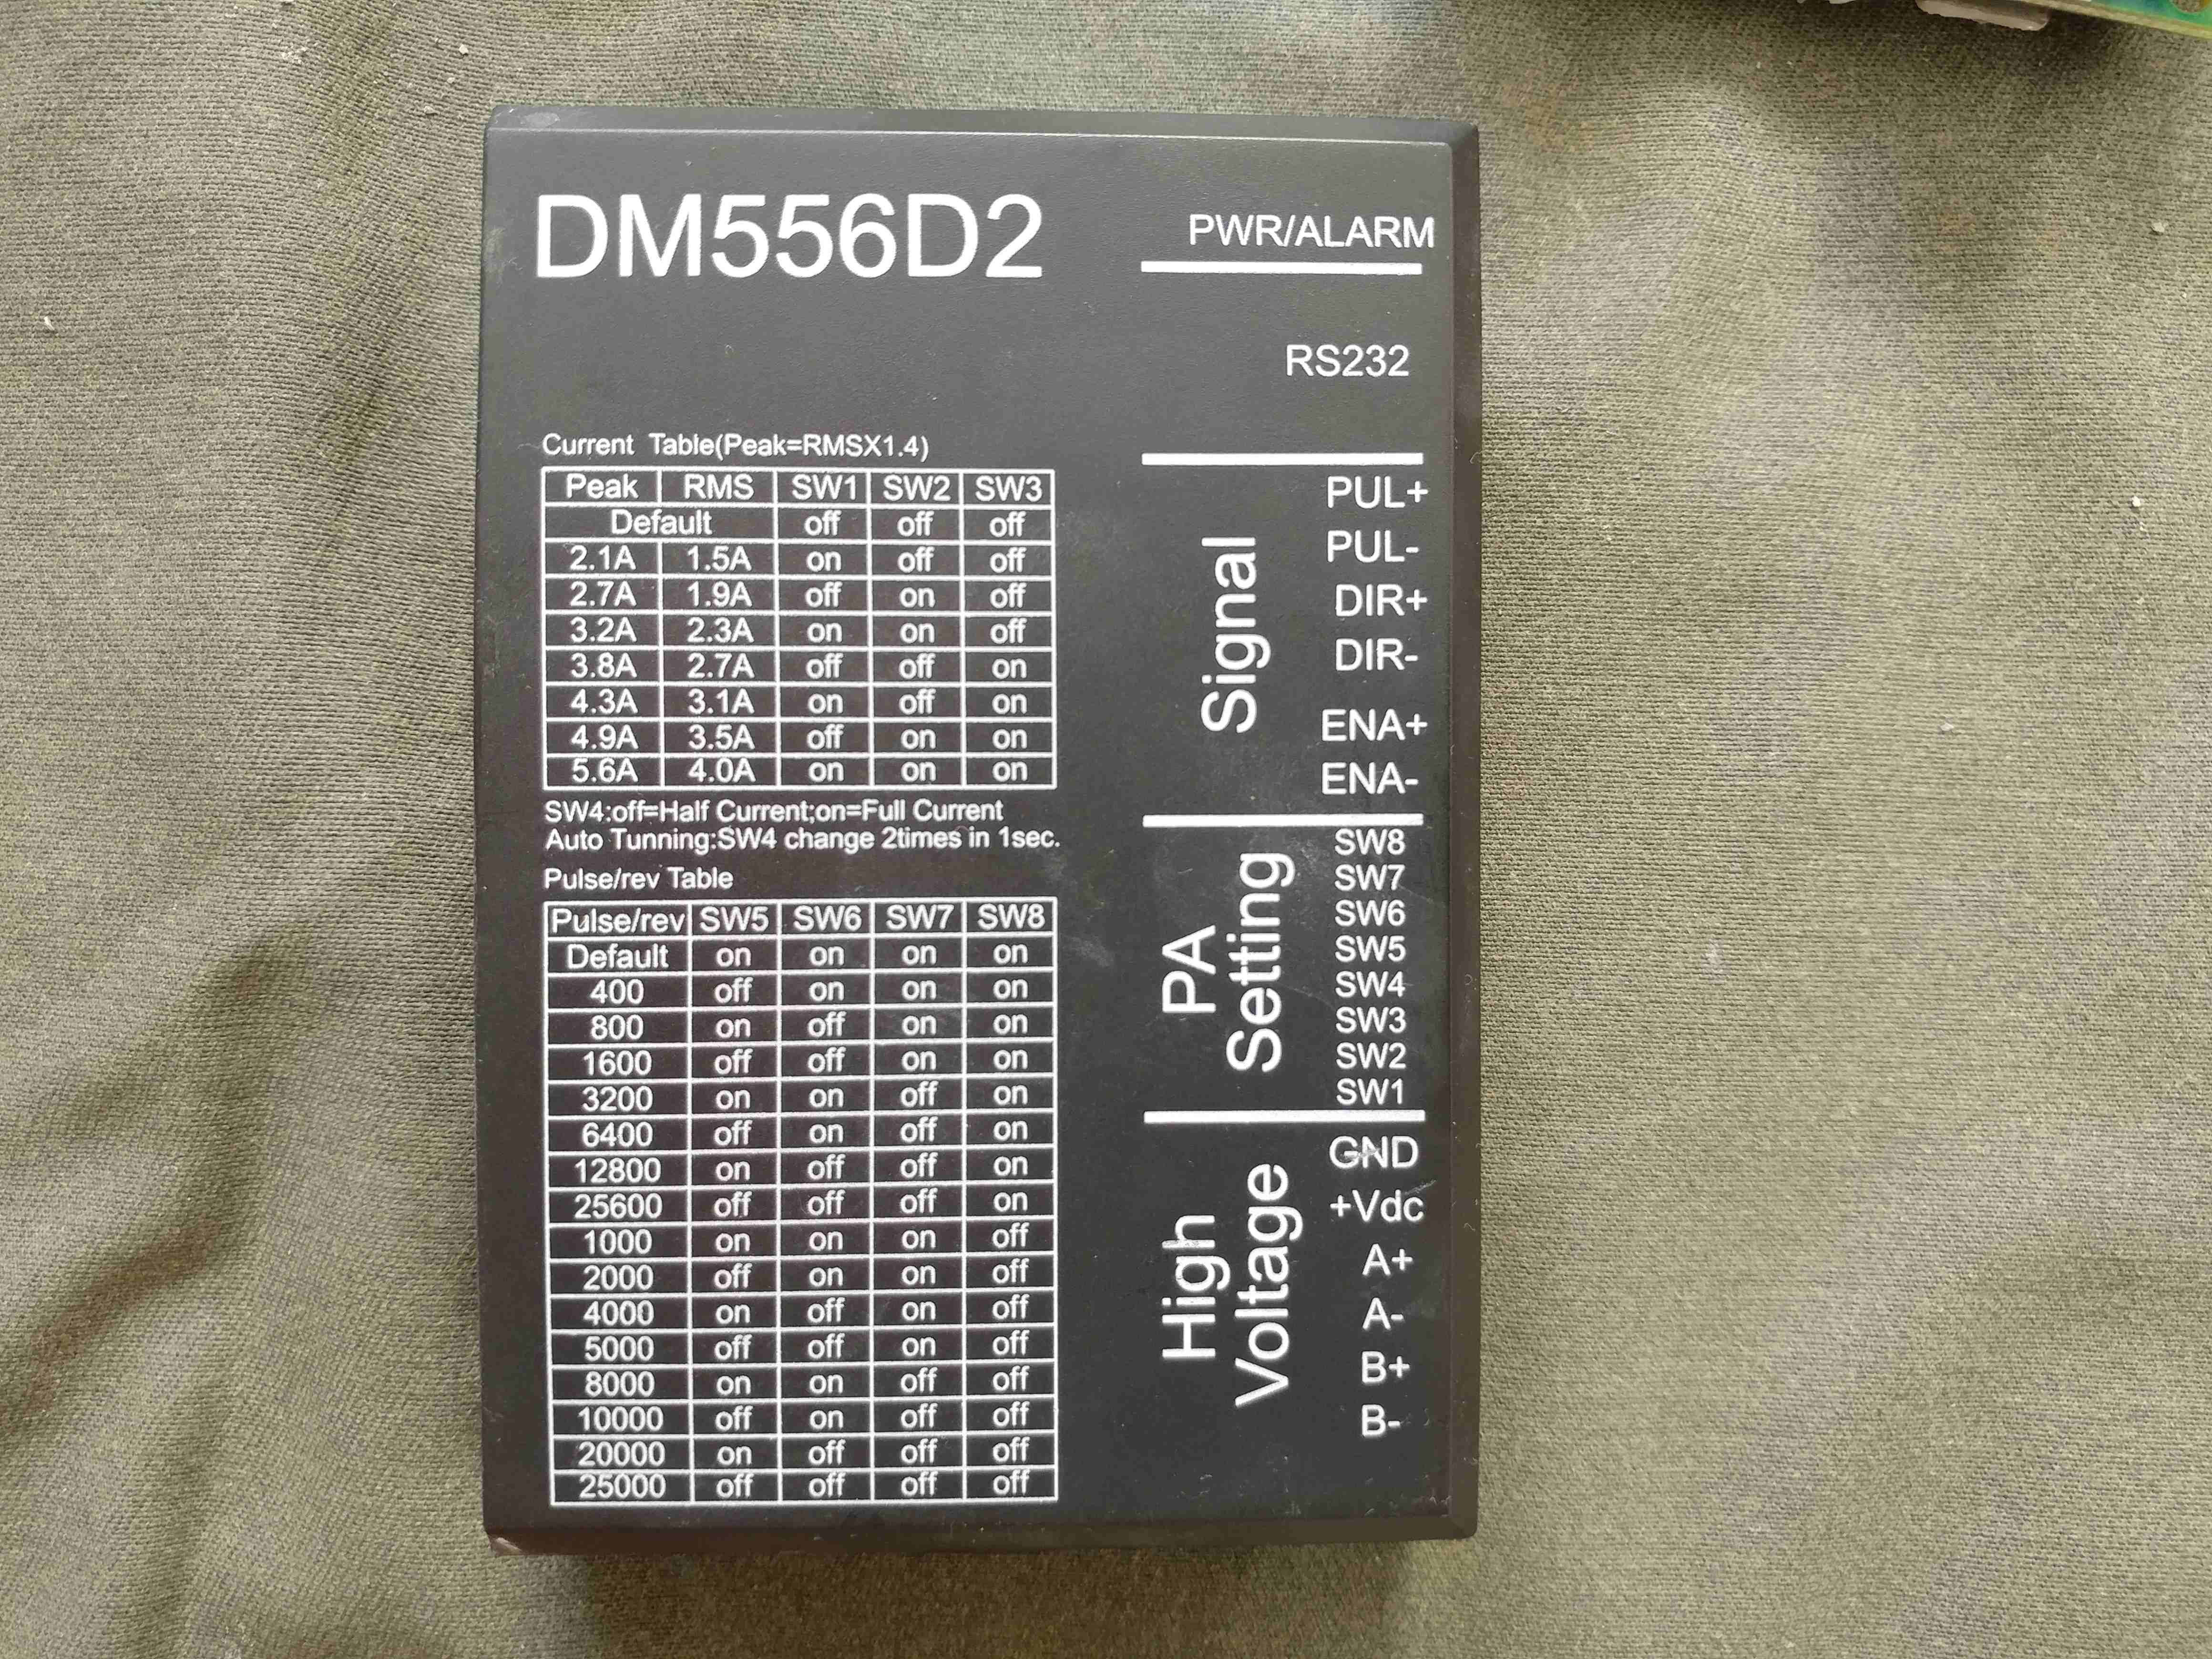 DM556D2
PWR/ALARM
RS232
Current Table(Peak=RMSX1.4)
Peak RMS SW1 SW2 SW3
Default off off off
2.1A 1.5A on off off
2.7A 1.9A off on off
3.2A 2.3A on on off
3.8A 2.7A off off on
4.3A 3.1A on off on
4.9A 3.5A off on on
5.6A 4.0A on on on
SW4:off=Half Current;on=Full Current
Auto Tunning:SW4 change 2times in 1sec.
Pulse/rev Table
Pulse/rev SW5 SW6 SW7 SW8
Default on on on on
400 off on on on
800 on off on on
1600 off off on on
3200 on on off on
6400 off on off on
12800 on off off on
25600 off off off on
1000 on on on off
2000 off on on off
4000 on off on off
5000 off off on off
8000 on on off off
10000 off on off off
20000 on off off off
25000 off off off off
Signal
PUL+
PUL-
DIR+
DIR-
ENA+
ENA-
PA
Setting
SW8
SW7
SW6
SW5
SW4
SW3
SW2
SW1
High
Voltage
GND
+Vdc
A+
A-
B+
B-